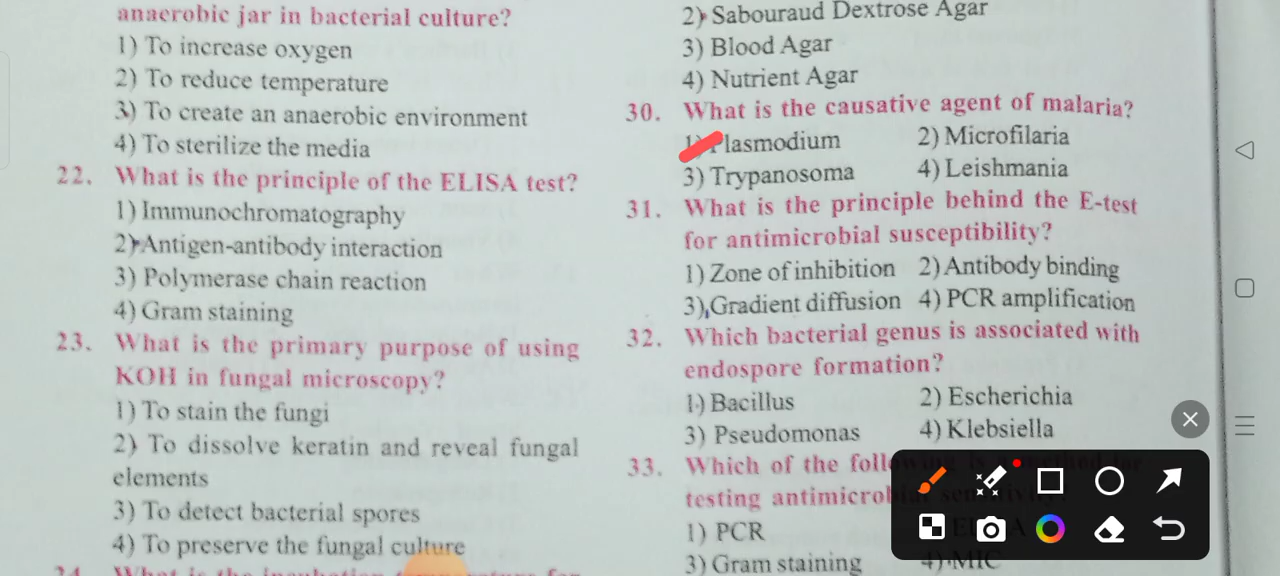 anaerobic jar in bacterial culture?
1) To increase oxygen
2) To reduce temperature
3) To create an anaerobic environment
4) To sterilize the media
22. What is the principle of the ELISA test?
1) Immunochromatography
2) Antigen-antibody interaction
3) Polymerase chain reaction
4) Gram staining
23. What is the primary purpose of using
KOH in fungal microscopy?
1) To stain the fungi
2) To dissolve keratin and reveal fungal
elements
3) To detect bacterial spores
4) To preserve the fungal culture
2) Sabouraud Dextrose Agar
3) Blood Agar
4) Nutrient Agar
30. What is the causative agent of malaria?
1) Plasmodium 2) Microfilaria
3) Trypanosoma 4) Leishmania
31. What is the principle behind the E-test
for antimicrobial susceptibility?
1) Zone of inhibition 2) Antibody binding
3) Gradient diffusion 4) PCR amplification
32. Which bacterial genus is associated with
endospore formation?
1) Bacillus 2) Escherichia
3) Pseudomonas 4) Klebsiella
33. Which of the
testing
1) PCR
3) Gram staining 4) MIC